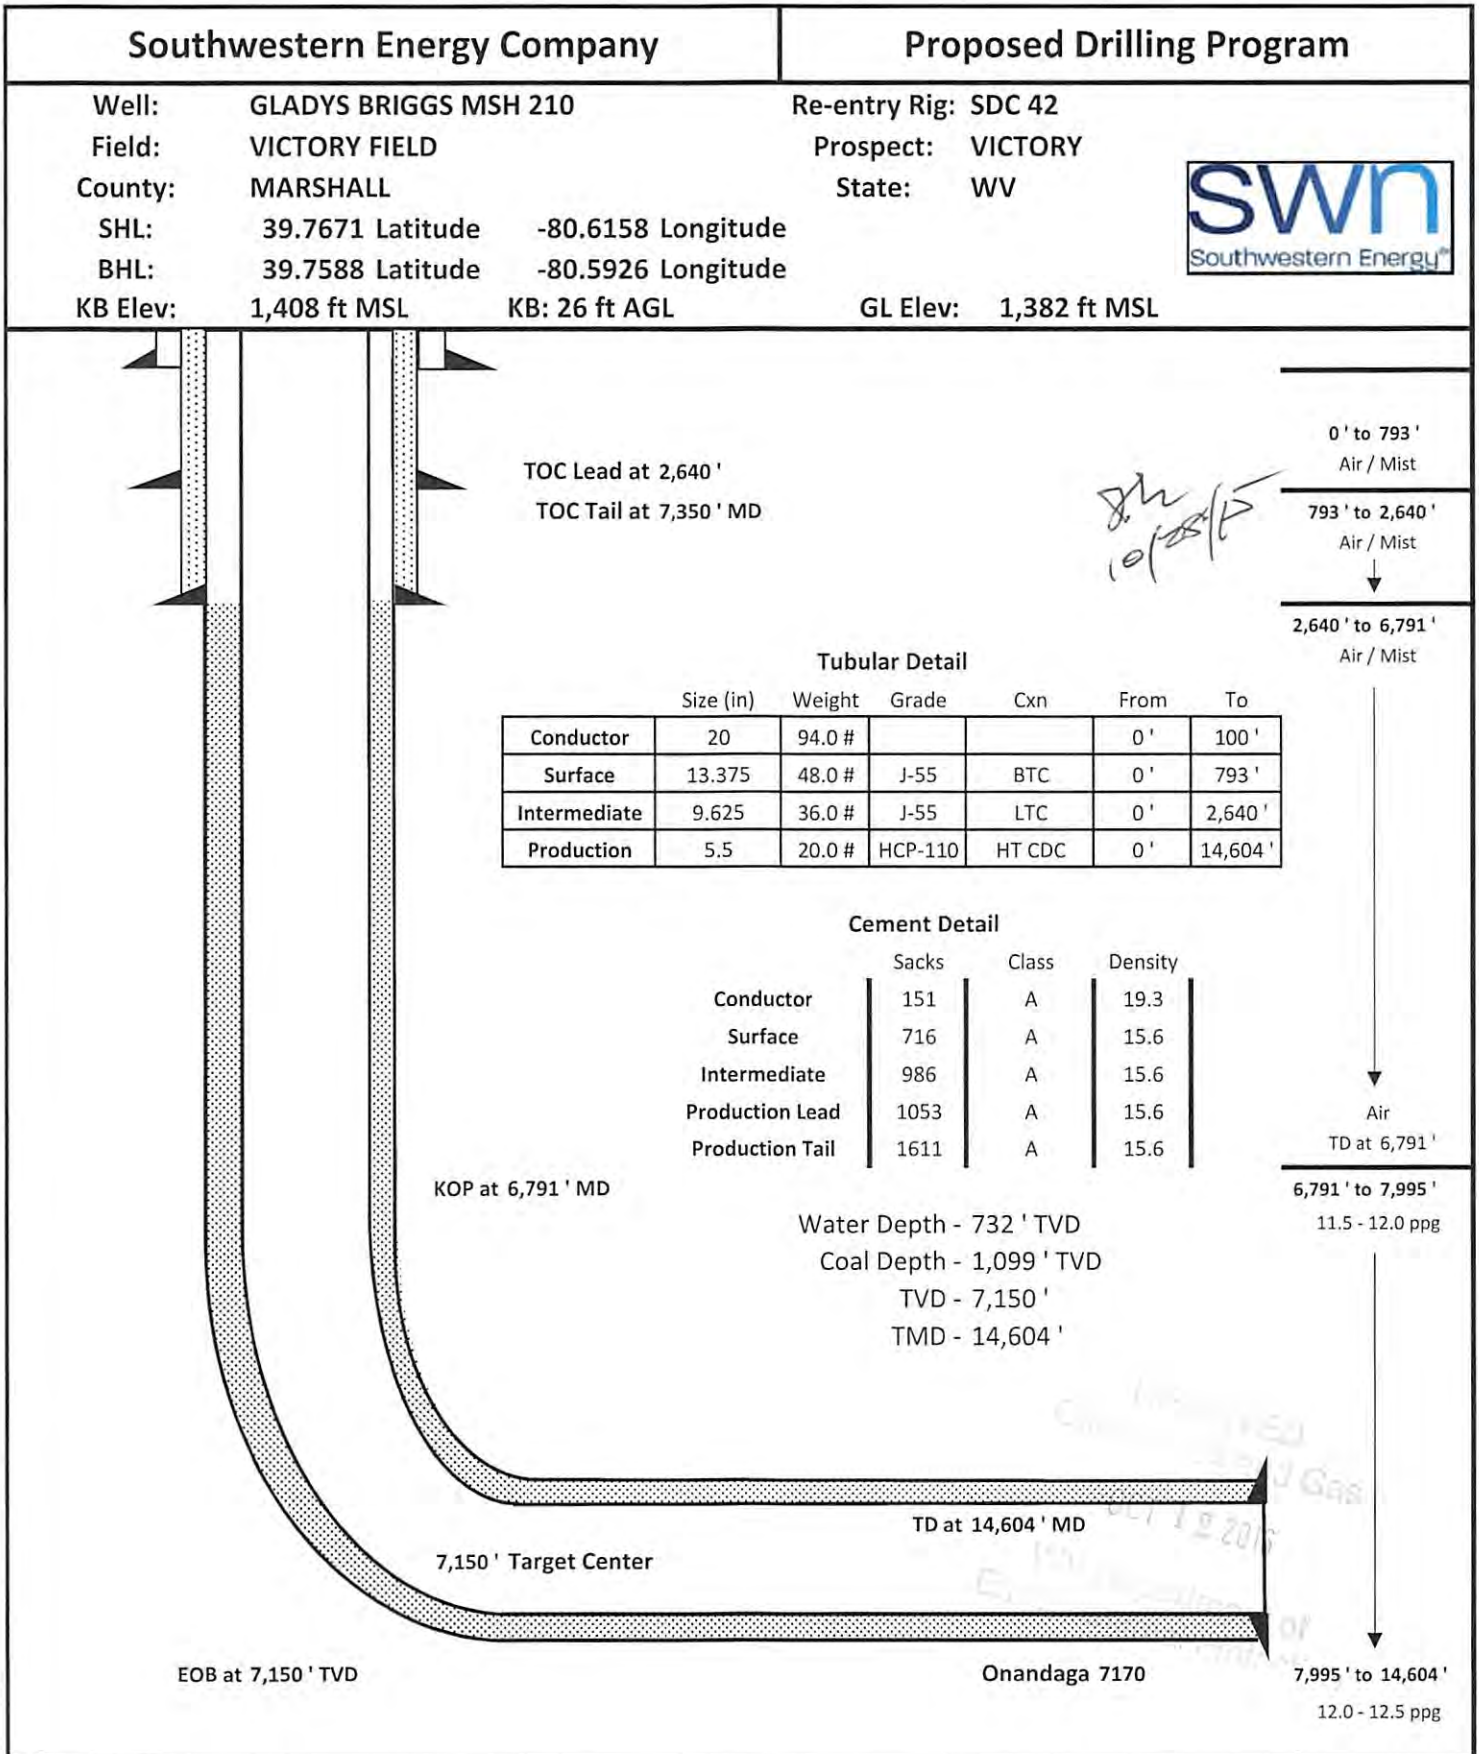 Southwestern Energy Company
Proposed Drilling Program
Well: GLADYS BRIGGS MSH 210 Re-entry Rig: SDC 42
Field: VICTORY FIELD Prospect: VICTORY
County: MARSHALL State: WV
SHL: 39.7671 Latitude -80.6158 Longitude
BHL: 39.7588 Latitude -80.5926 Longitude
KB Elev: 1,408 ft MSL KB: 26 ft AGL GL Elev: 1,382 ft MSL
swn
Southwestern Energy®
0 ' to 793 '
Air / Mist
TOC Lead at 2,640 '
TOC Tail at 7,350 ' MD
10/28/15
793 ' to 2,640 '
Air / Mist
2,640 ' to 6,791 '
Air / Mist
Tubular Detail
Size (in) Weight Grade Cxn From To
Conductor 20 94.0 # 0 ' 100 '
Surface 13.375 48.0 # J-55 BTC 0 ' 793 '
Intermediate 9.625 36.0 # J-55 LTC 0 ' 2,640 '
Production 5.5 20.0 # HCP-110 HT CDC 0 ' 14,604 '
Cement Detail
Sacks Class Density
Conductor 151 A 19.3
Surface 716 A 15.6
Intermediate 986 A 15.6
Production Lead 1053 A 15.6
Production Tail 1611 A 15.6
Air
TD at 6,791 '
KOP at 6,791 ' MD
6,791 ' to 7,995 '
11.5 - 12.0 ppg
Water Depth - 732 ' TVD
Coal Depth - 1,099 ' TVD
TVD - 7,150 '
TMD - 14,604 '
Gas
OCT 19 2015
of
TD at 14,604 ' MD
7,150 ' Target Center
EOB at 7,150 ' TVD
Onandaga 7170
7,995 ' to 14,604 '
12.0 - 12.5 ppg